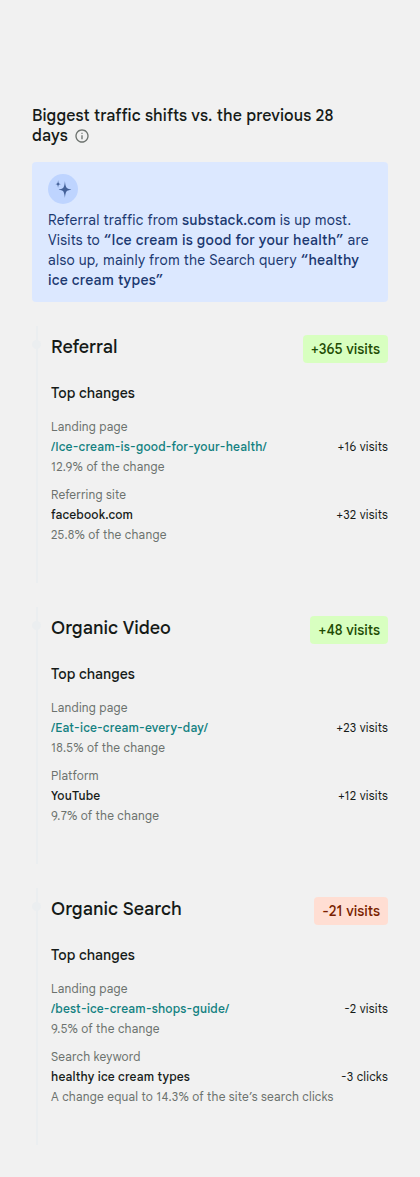 Biggest traffic shifts vs. the previous 28
days
Referral traffic from substack.com is up most.
Visits to “Ice cream is good for your health” are
also up, mainly from the Search query “healthy
ice cream types”
Referral
+365 visits
Top changes
Landing page
/Ice-cream-is-good-for-your-health/
+16 visits
12.9% of the change
Referring site
facebook.com
+32 visits
25.8% of the change
Organic Video
+48 visits
Top changes
Landing page
/Eat-ice-cream-every-day/
+23 visits
18.5% of the change
Platform
YouTube
+12 visits
9.7% of the change
Organic Search
-21 visits
Top changes
Landing page
/best-ice-cream-shops-guide/
-2 visits
9.5% of the change
Search keyword
healthy ice cream types
-3 clicks
A change equal to 14.3% of the site’s search clicks